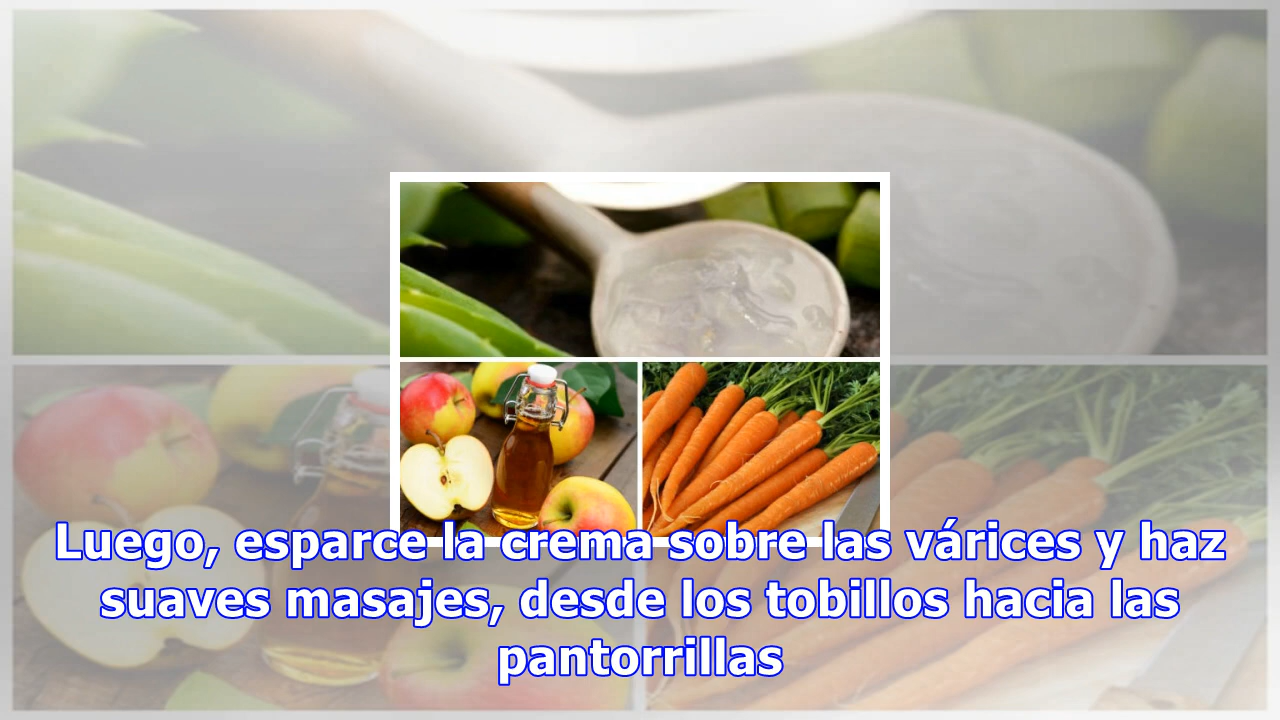 Luego, esparce la crema sobre las várices y haz
suaves masajes, desde los tobillos hacia las
pantorrillas